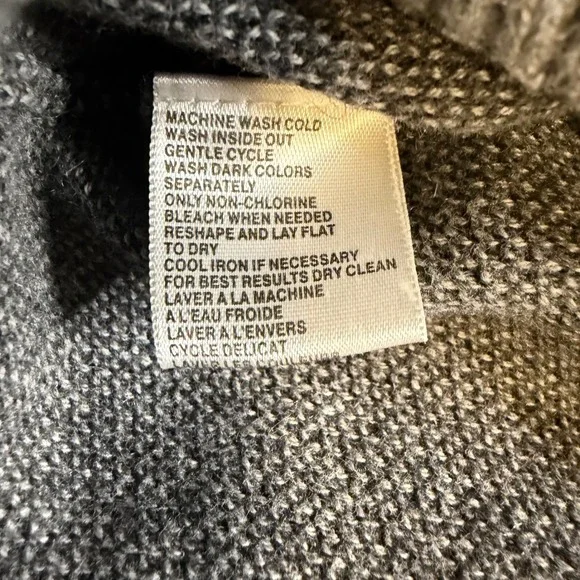 MACHINE WASH COLD
WASH INSIDE OUT
GENTLE CYCLE
WASH DARK COLORS
SEPARATELY
ONLY NON-CHLORINE
BLEACH WHEN NEEDED
RESHAPE AND LAY FLAT
TO DRY
COOL IRON IF NECESSARY
FOR BEST RESULTS DRY CLEAN
LAVER A LA MACHINE
A L'EAU FROIDE
LAVER A L'ENVERS
CYCLE DELICAT